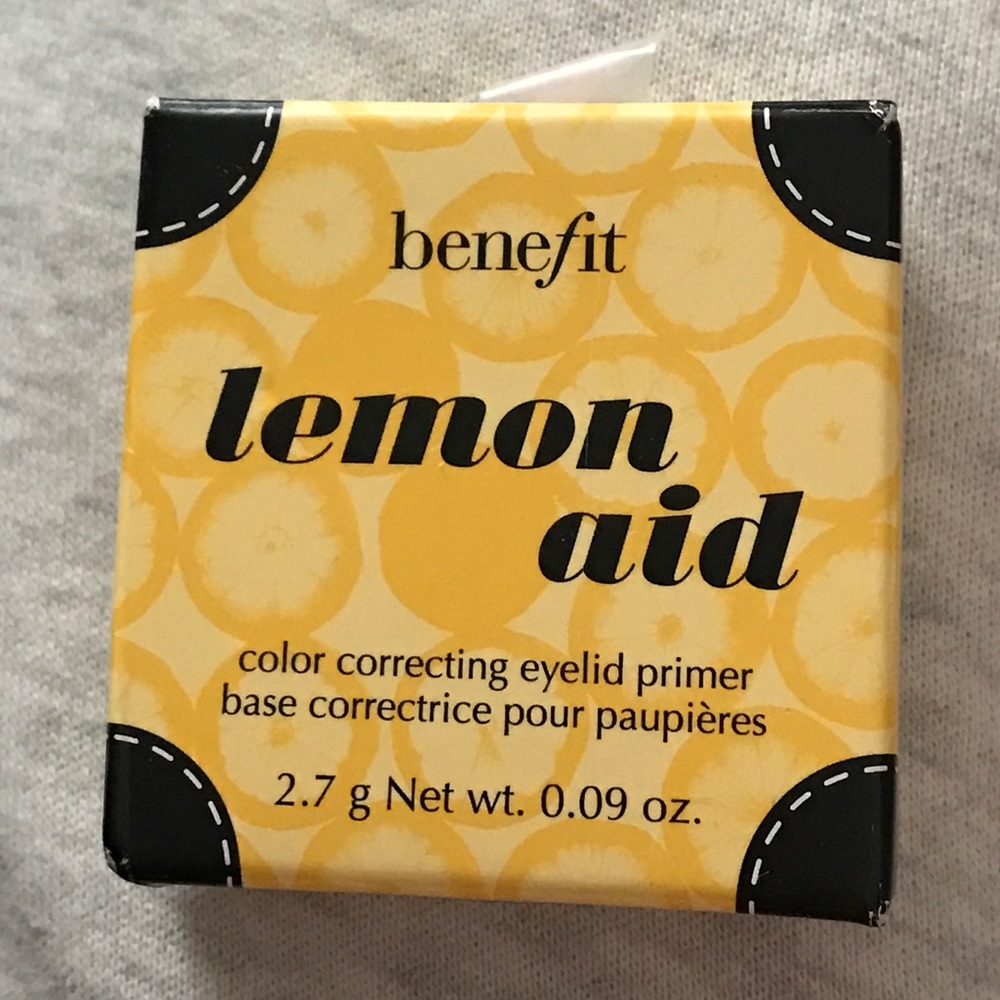 benefit
lemon
aid
color correcting eyelid primer
base correctrice pour paupières
2.7 g Net wt. 0.09 oz.